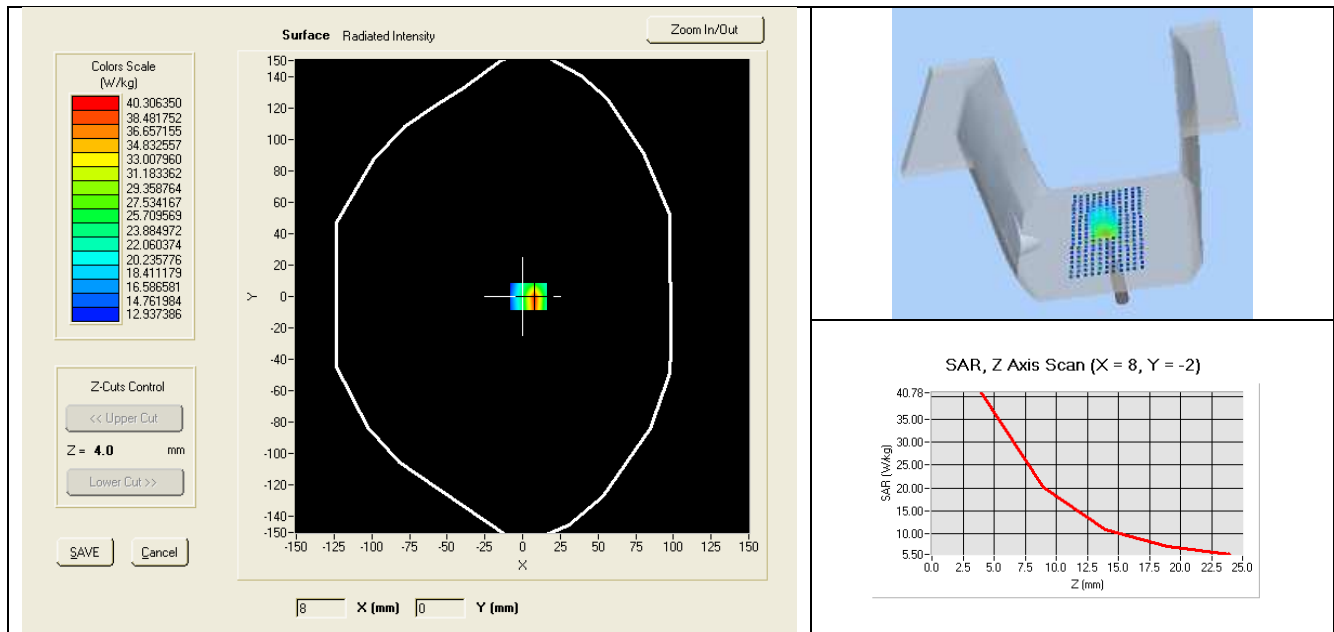 Surface Radiated Intensity
Zoom In/Out
Colors Scale
(W/kg)
40.306350
38.481752
36.657155
34.832557
33.007960
31.183362
29.358764
27.534167
25.709569
23.884972
22.060374
20.235776
18.411179
16.586581
14.761984
12.937386
Z-Cuts Control
<< Upper Cut
Z = 4.0 mm
Lower Cut >>
SAVE Cancel
150-
140-
120-
100-
80-
60-
40-
20-
0-
-20-
-40-
-60-
-80-
-100-
-120-
-140-
-150-
Y
-150 -125 -100 -75 -50 -25 0 25 50 75 100 125 150
X
8 X (mm) 0 Y (mm)
SAR, Z Axis Scan (X = 8, Y = -2)
40.78-
35.00-
30.00-
25.00-
20.00-
15.00-
10.00-
5.50-
SAR (W/kg)
0.0 2.5 5.0 7.5 10.0 12.5 15.0 17.5 20.0 22.5 25.0
Z (mm)